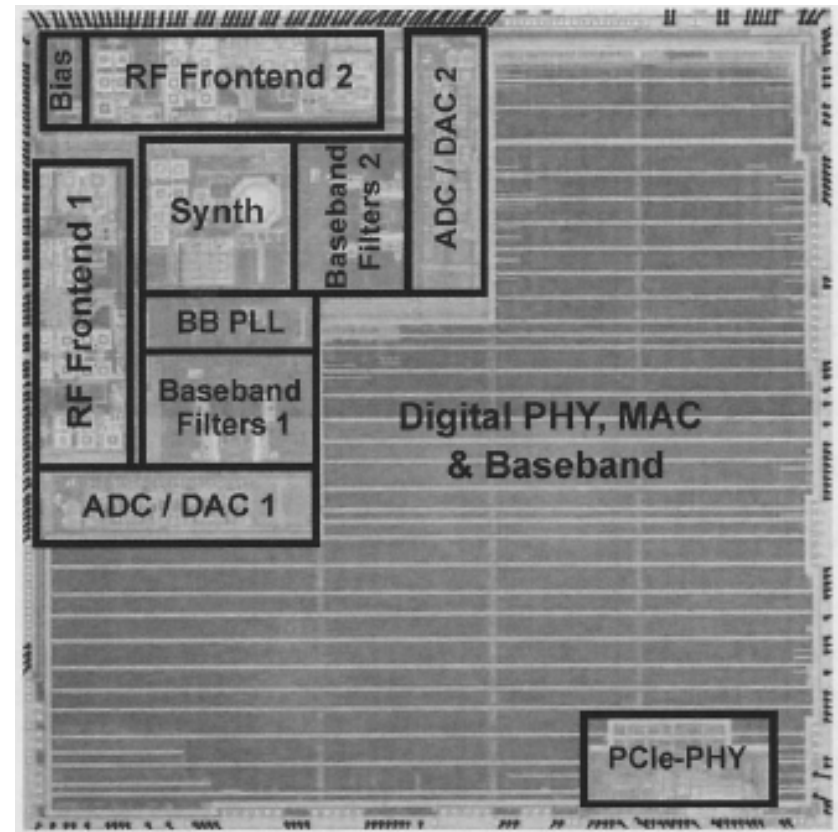 Bias
RF Frontend 2
ADC / DAC 2
RF Frontend 1
Synth
Baseband
Filters 2
BB PLL
Baseband
Filters 1
Digital PHY, MAC
& Baseband
ADC / DAC 1
PCIe-PHY